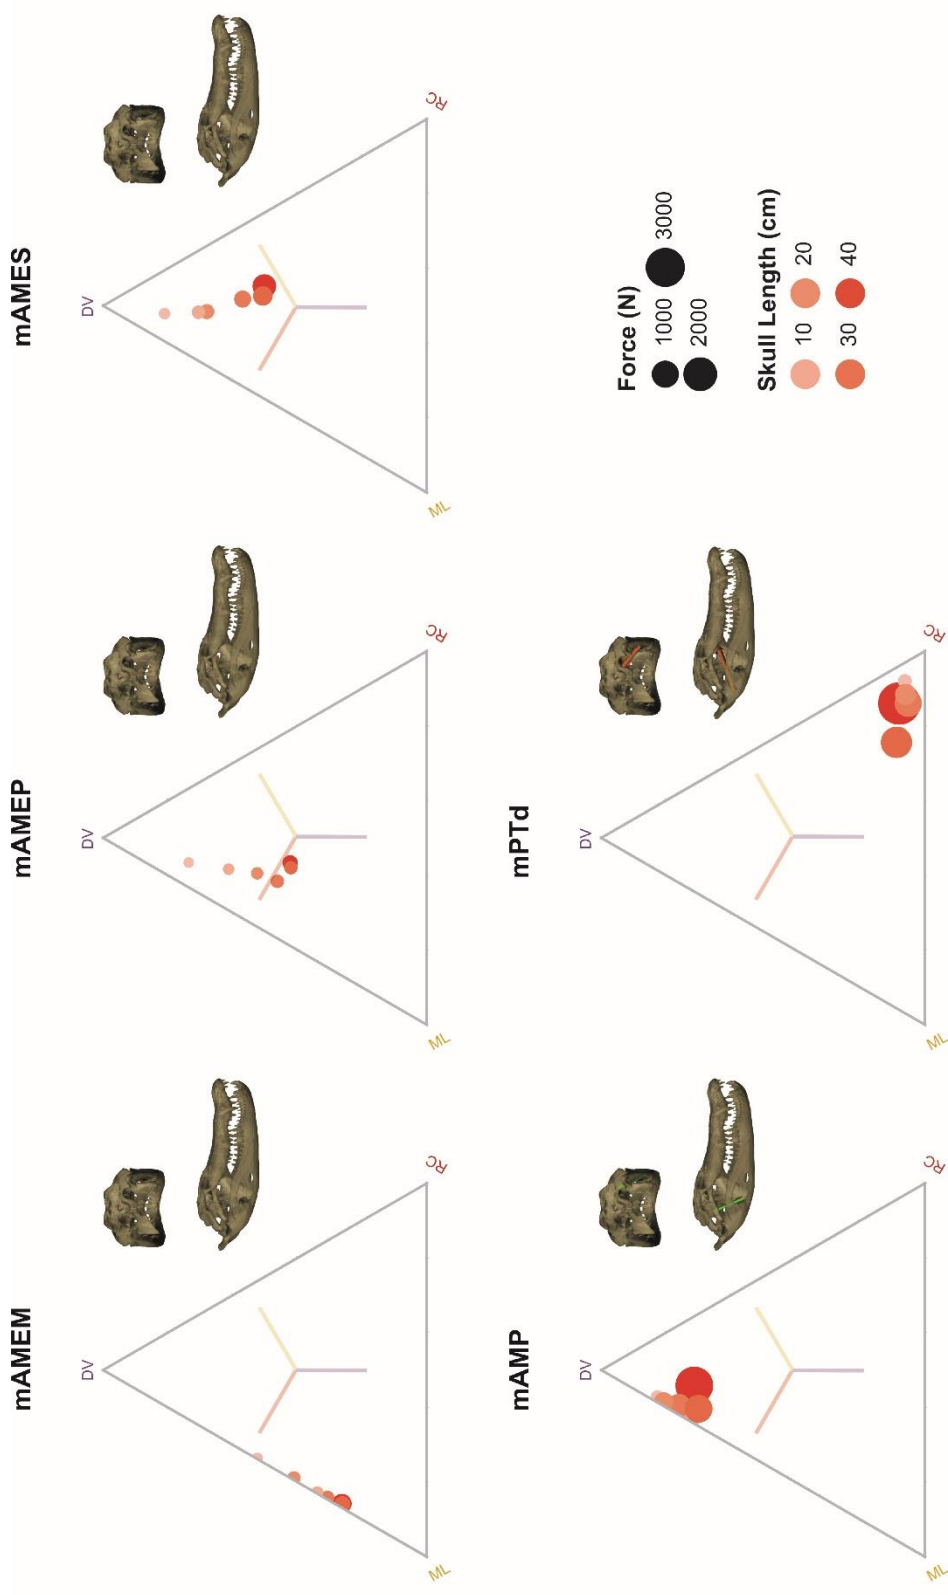 mAMEM
DV
ML
RC
mAMEP
DV
ML
RC
mAMES
DV
ML
RC
mAMP
DV
ML
RC
mPTd
DV
ML
RC
Force (N)
1000
3000
2000
Skull Length (cm)
10
20
30
40